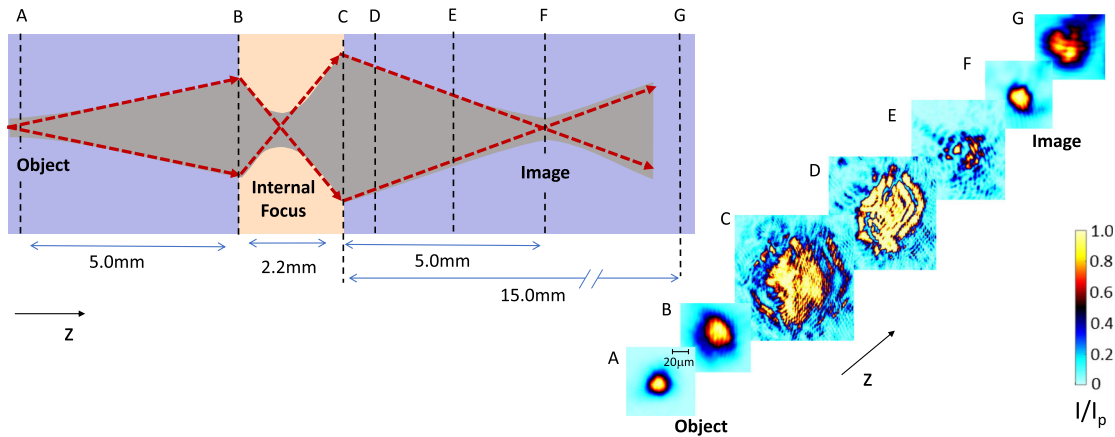 A B C D E F G
Object
Internal
Focus
Image
5.0mm
2.2mm
5.0mm
15.0mm
z
G
F
Image
E
D
C
B
20μm
A
Object
z
1.0
0.8
0.6
0.4
0.2
0
I/Ip